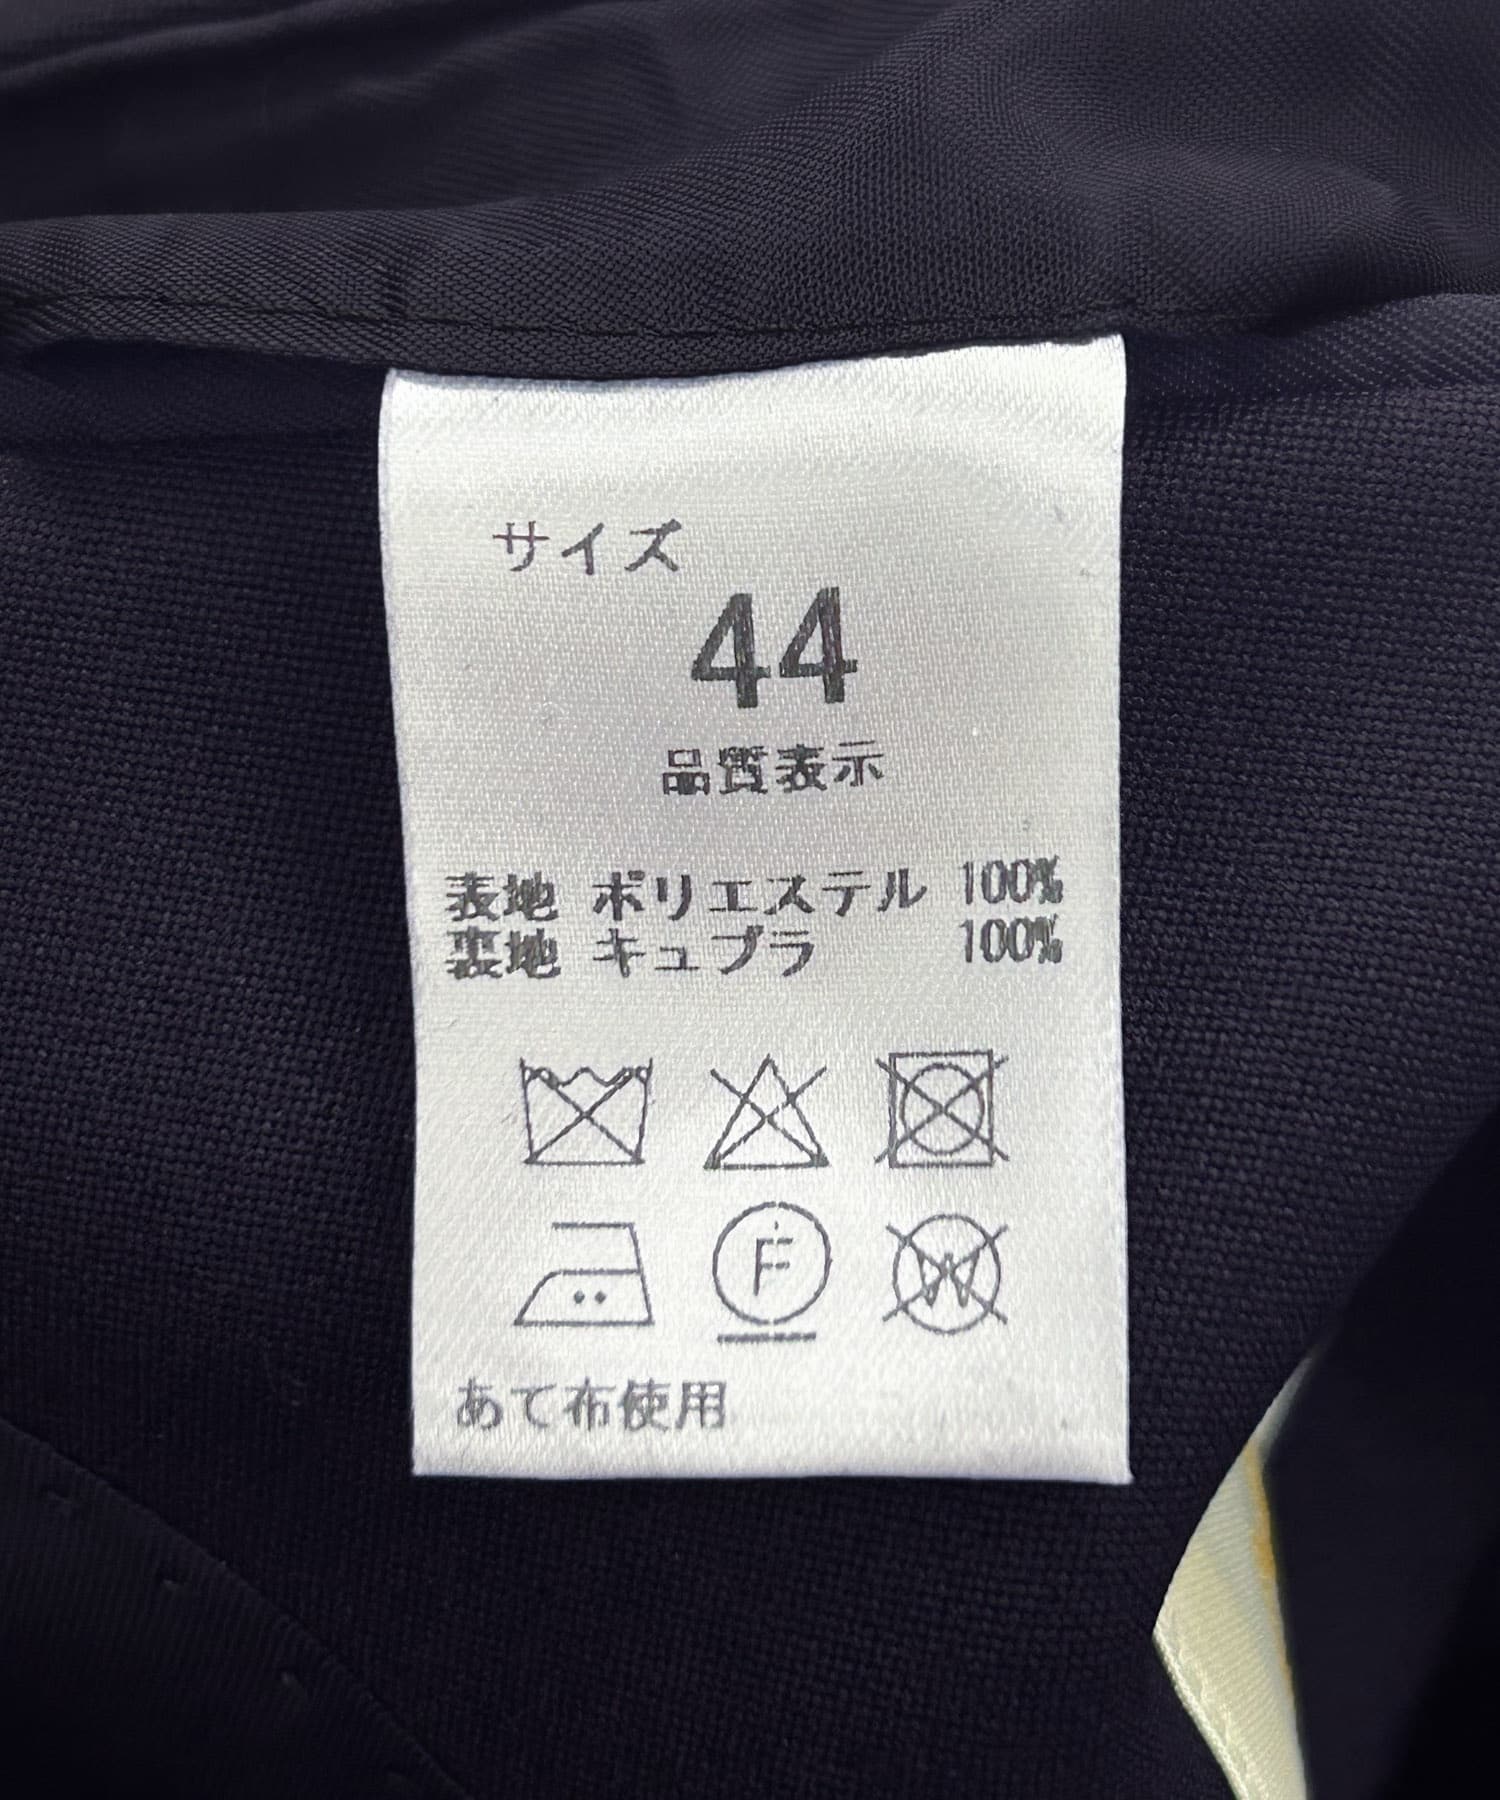 サイズ
44
品質表示
表地 ポリエステル 100%
裏地 キュプラ 100%
F W
あて布使用